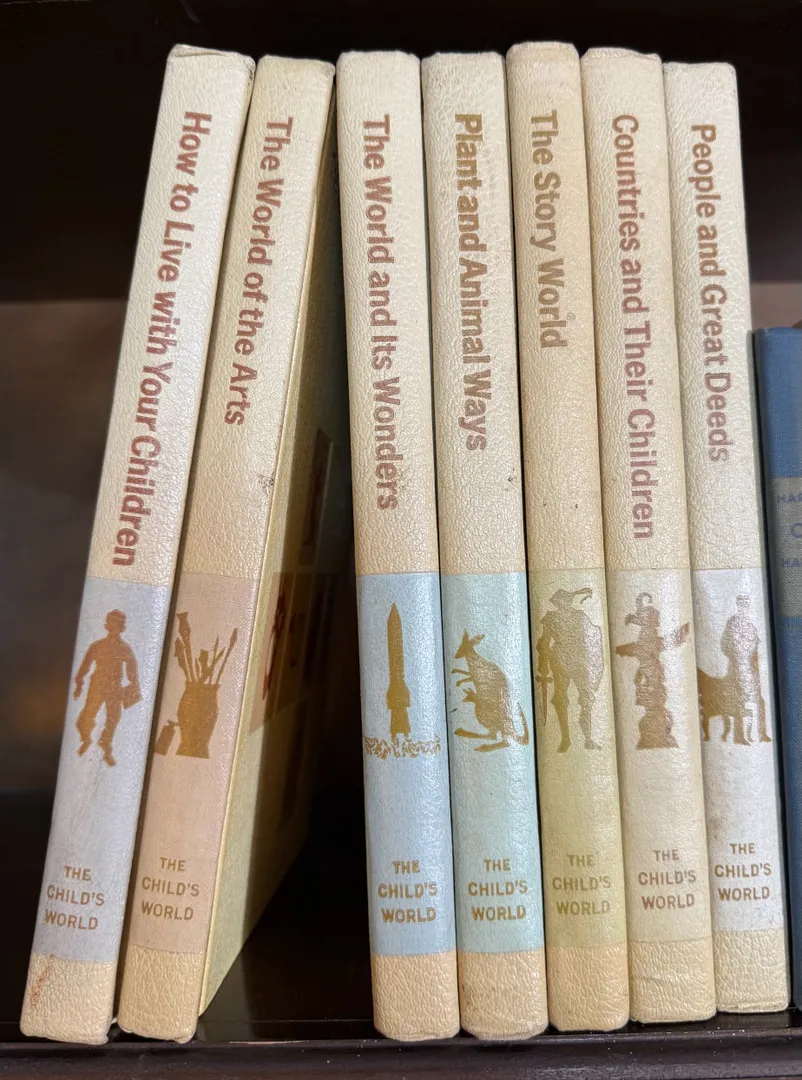 How to Live with Your Children
THE
CHILD'S
WORLD
The World of the Arts
THE
CHILD'S
WORLD
The World and Its Wonders
THE
CHILD'S
WORLD
Plant and Animal Ways
THE
CHILD'S
WORLD
The Story World
THE
CHILD'S
WORLD
Countries and Their Children
THE
CHILD'S
WORLD
People and Great Deeds
THE
CHILD'S
WORLD